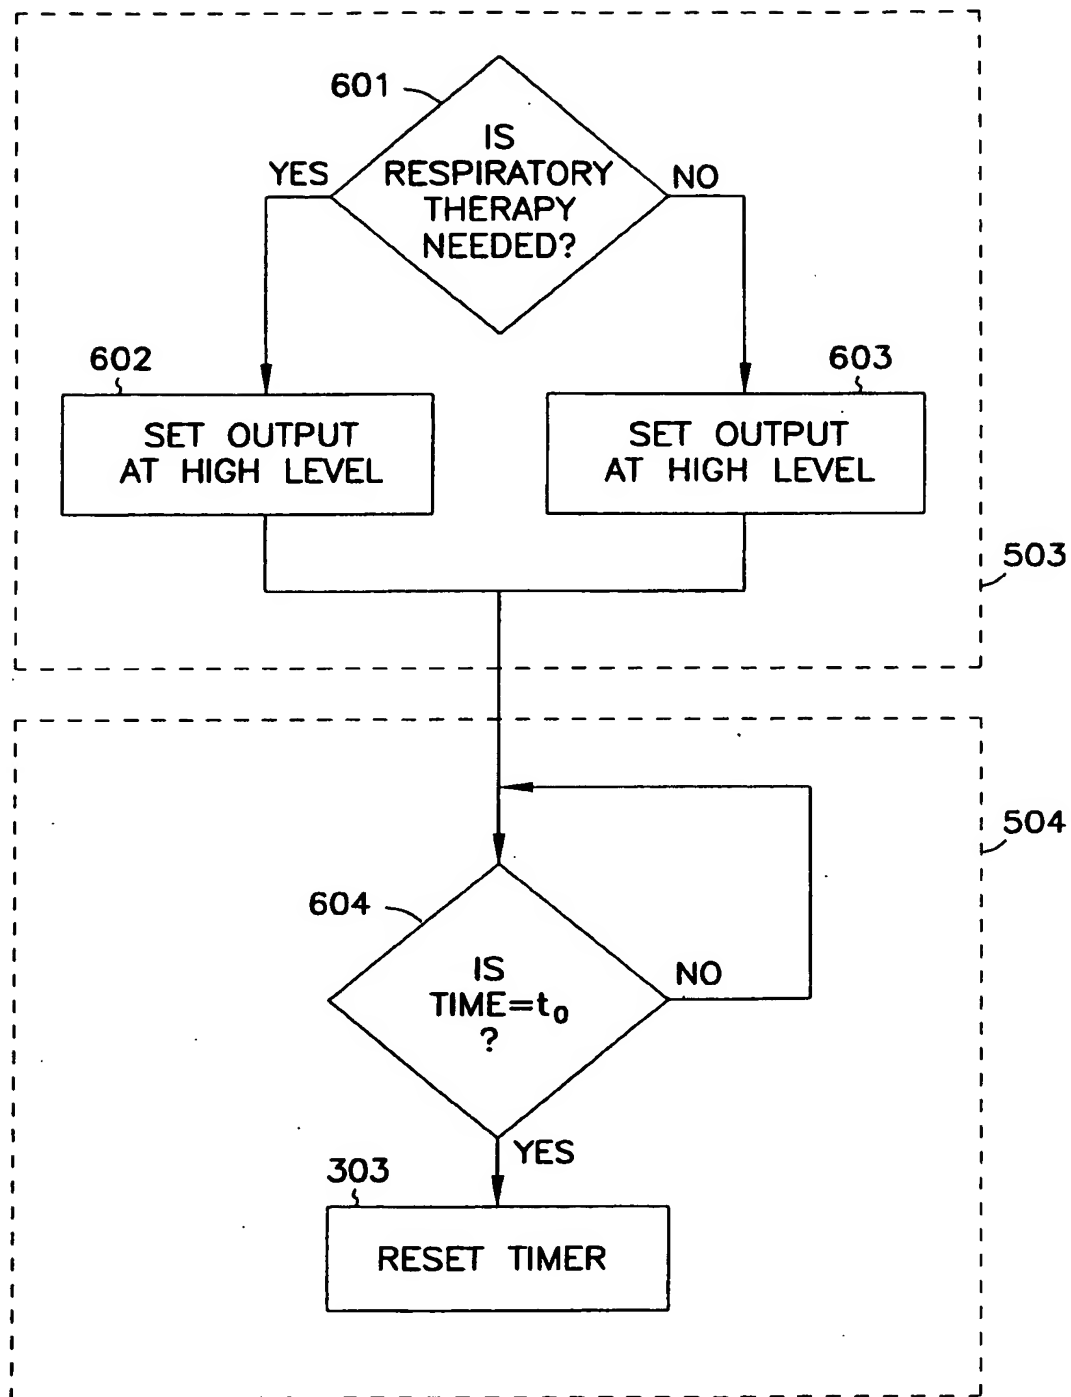 601
IS
RESPIRATORY
THERAPY
NEEDED?
YES
NO
602
603
SET OUTPUT
AT HIGH LEVEL
SET OUTPUT
AT HIGH LEVEL
503
504
604
IS
TIME=t₀
?
NO
YES
303
RESET TIMER